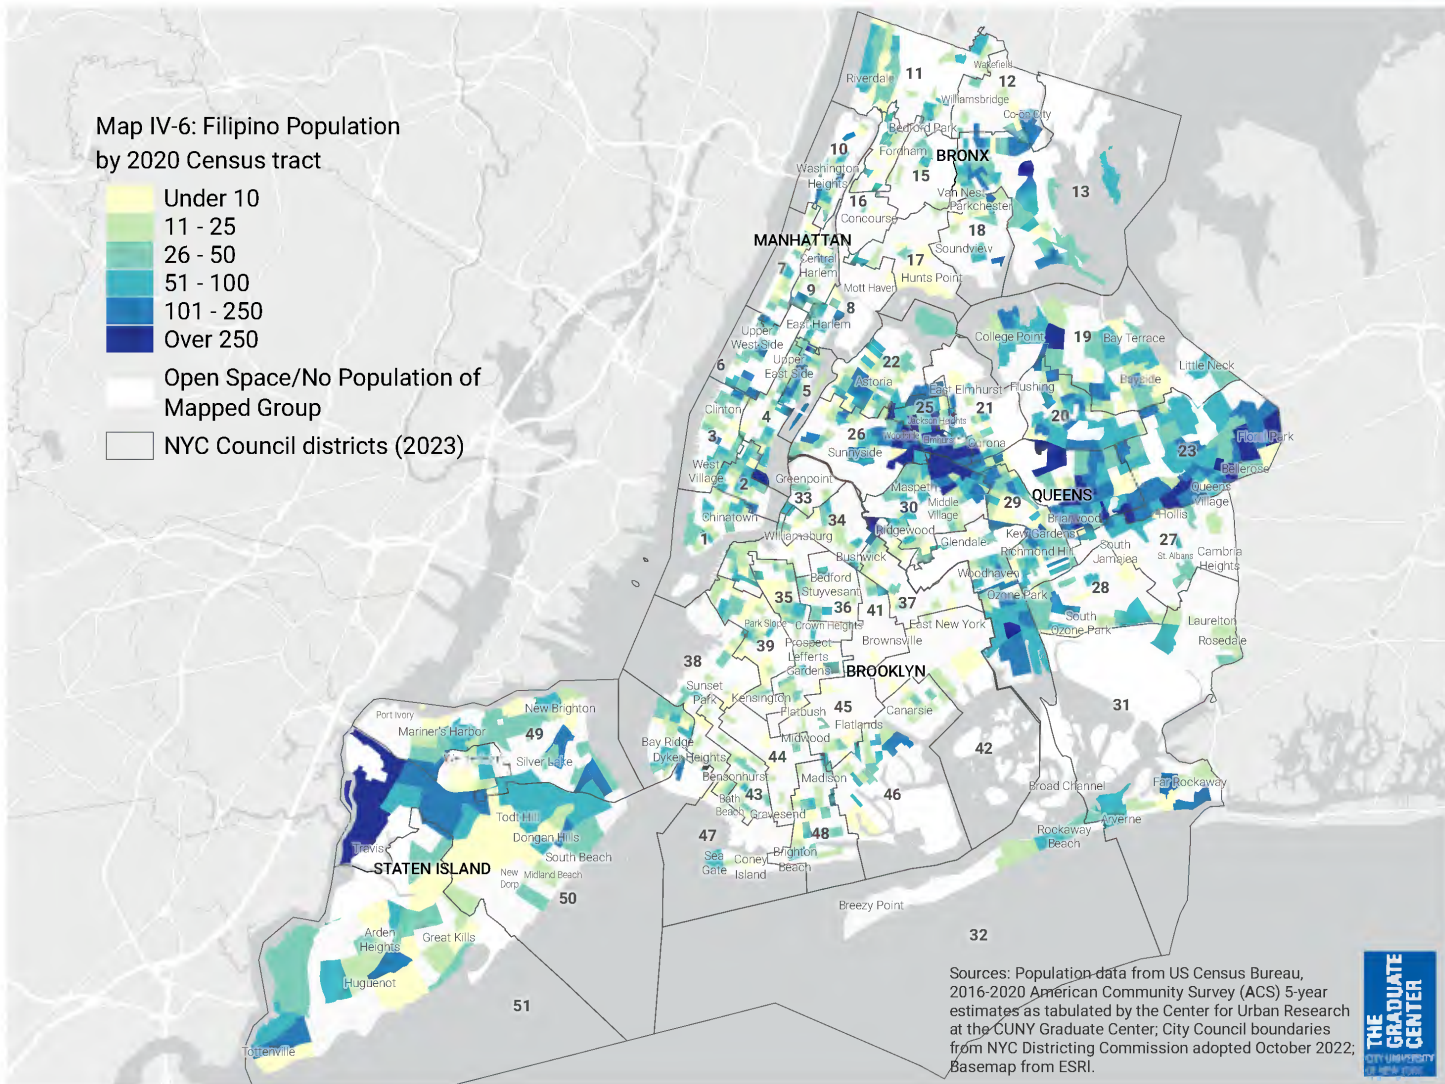 Map IV-6: Filipino Population
by 2020 Census tract
Under 10
11 - 25
26 - 50
51 - 100
101 - 250
Over 250
Open Space/No Population of
Mapped Group
NYC Council districts (2023)
Riverdale
11
Wakefield
12
Williamsbridge
Co-op City
Bedford Park
10
Fordham
BRONX
Washington
Heights
15
13
Van Nest
Parkchester
16
Concourse
18
MANHATTAN
Soundview
17
Central
Harlem
7
Hunts Point
9
Mott Haven
8
East Harlem
Upper
West Side
College Point
19
Bay Terrace
6
Upper
East Side
22
Little Neck
Astoria
Bayside
5
East Elmhurst
Flushing
Clinton
4
25
21
20
Jackson Heights
3
26
Woodside
Elmhurst
Corona
Floral Park
Sunnyside
23
West
Village
Bellerose
2
Greenpoint
Maspeth
Queens
Village
33
QUEENS
Middle
Village
29
30
Chinatown
34
Briarwood
Hollis
Ridgewood
1
Williamsburg
Kew Gardens
27
Glendale
Richmond Hill
South
Jamaica
St. Albans
Cambria
Heights
Bushwick
Woodhaven
Bedford
Stuyvesant
28
35
36
41
37
Ozone Park
South
Ozone Park
Laurelton
Park Slope
Crown Heights
East New York
Rosedale
39
Prospect
Lefferts
Gardens
Brownsville
38
BROOKLYN
Sunset
Park
Kensington
45
Flatbush
Canarsie
31
Port Ivory
New Brighton
Flatlands
Mariner's Harbor
49
Bay Ridge
Midwood
42
Dyker Heights
44
Silver Lake
Bensonhurst
Madison
Broad Channel
Far Rockaway
43
46
Bath
Beach
Gravesend
Todt Hill
Arverne
Dongan Hills
47
48
Rockaway
Beach
Travis
South Beach
Sea
Gate
Coney
Island
Brighton
Beach
STATEN ISLAND
New
Dorp
Midland Beach
50
Breezy Point
Arden
Heights
Great Kills
32
Huguenot
51
Tottenville
Sources: Population data from US Census Bureau,
2016-2020 American Community Survey (ACS) 5-year
estimates as tabulated by the Center for Urban Research
at the CUNY Graduate Center; City Council boundaries
from NYC Districting Commission adopted October 2022;
Basemap from ESRI.
THE
GRADUATE
CENTER
CITY UNIVERSITY
OF NEW YORK